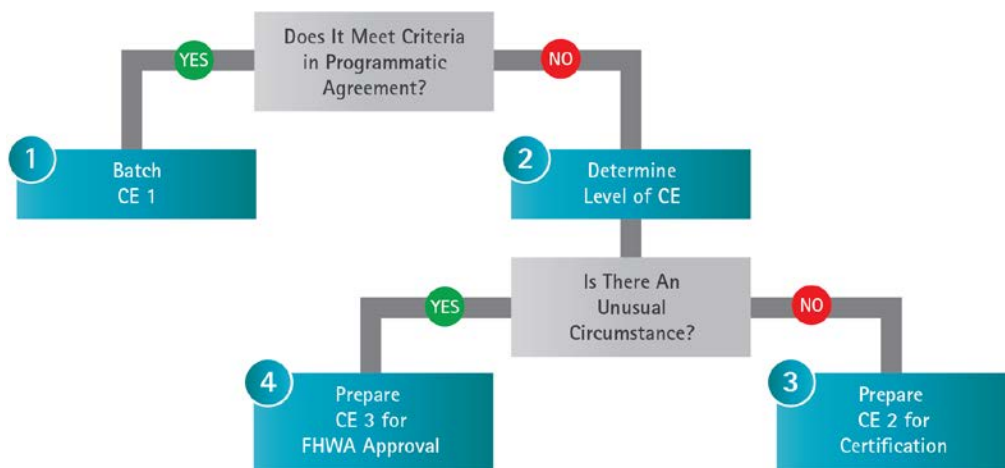 Does It Meet Criteria
in Programmatic
Agreement?
YES
NO
1
Batch
CE 1
2
Determine
Level of CE
Is There An
Unusual
Circumstance?
YES
NO
4
Prepare
CE 3 for
FHWA Approval
3
Prepare
CE 2 for
Certification